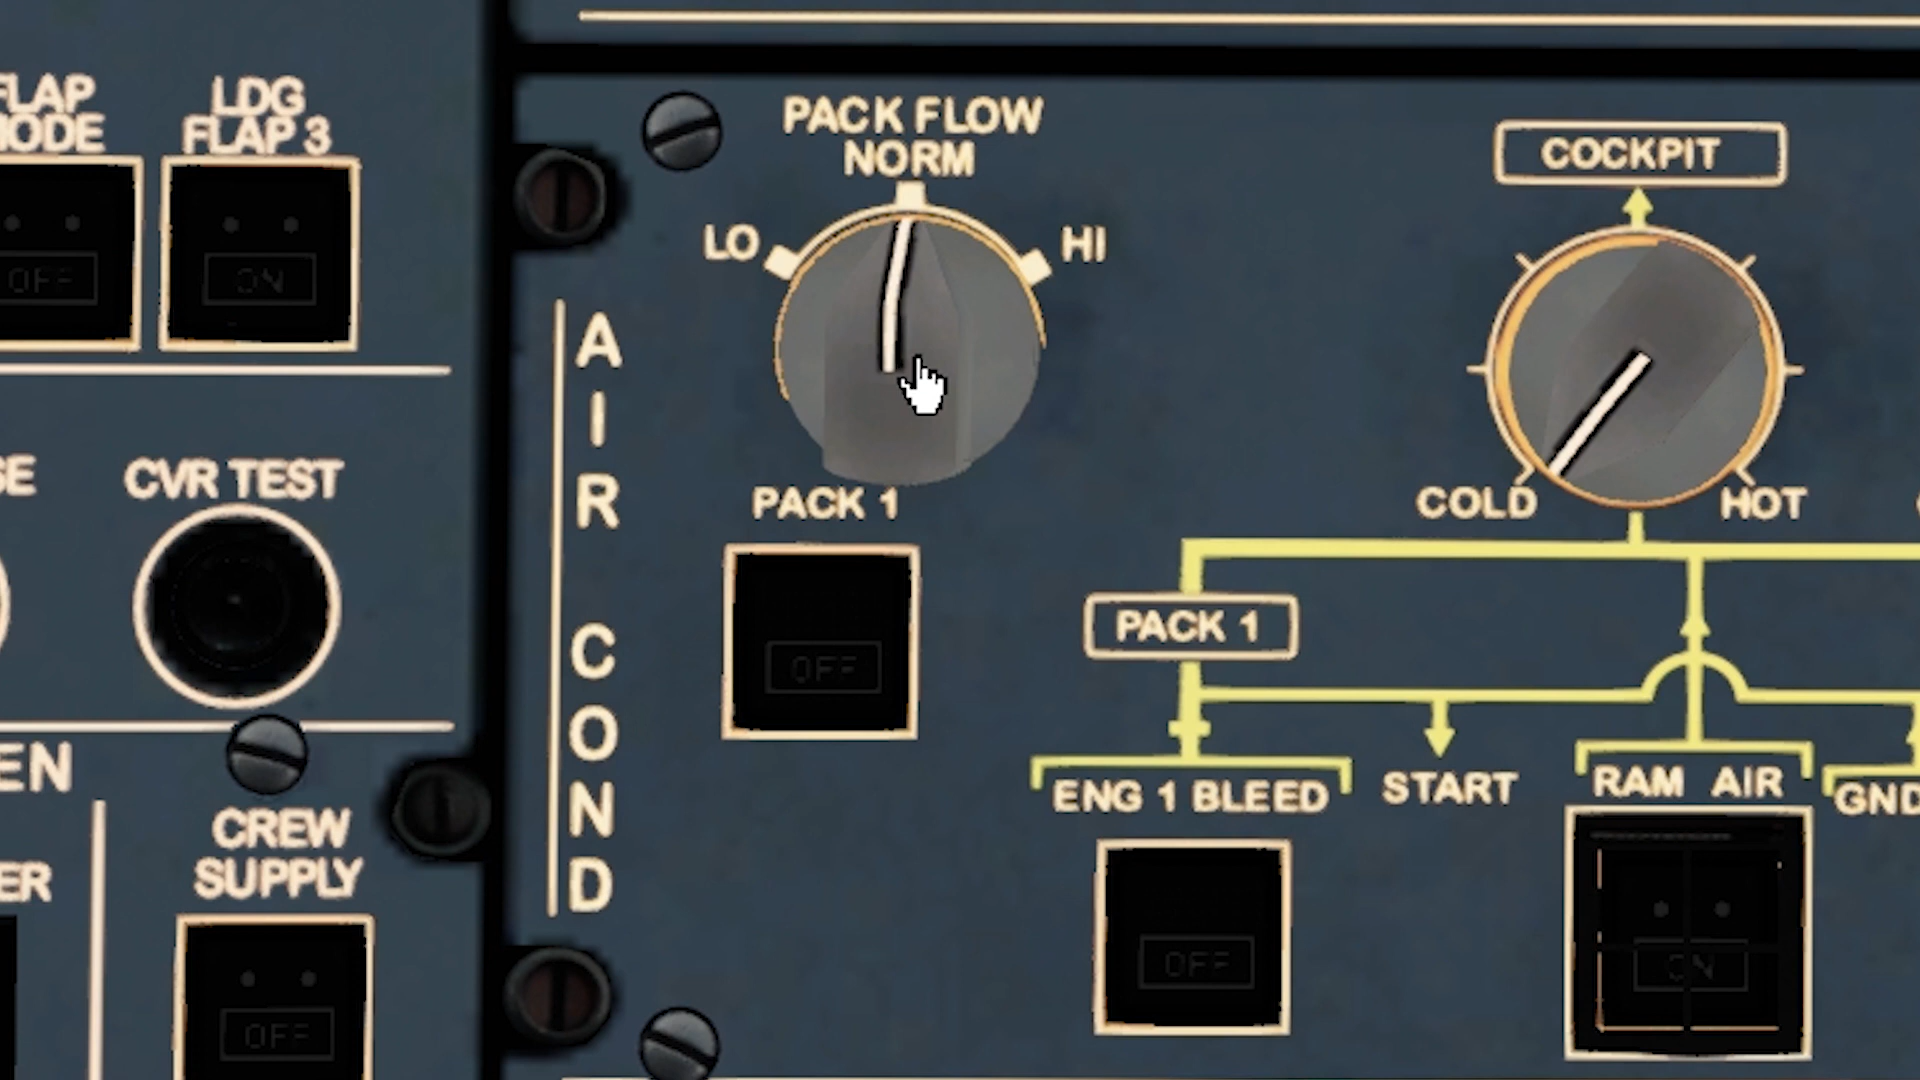 FLAP
MODE
LDG
FLAP 3
OFF
ON
PACK FLOW
NORM
LO
HI
COCKPIT
COLD
HOT
AIR COND
CVR TEST
PACK 1
OFF
PACK 1
ENG 1 BLEED
START
RAM AIR
GND
OFF
ON
CREW
SUPPLY
OFF